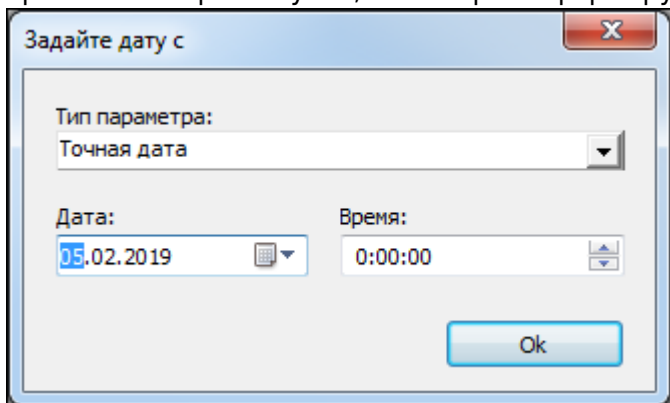 Задайте дату с
Тип параметра:
Точная дата
Дата:
Время:
05.02.2019
0:00:00
Ok